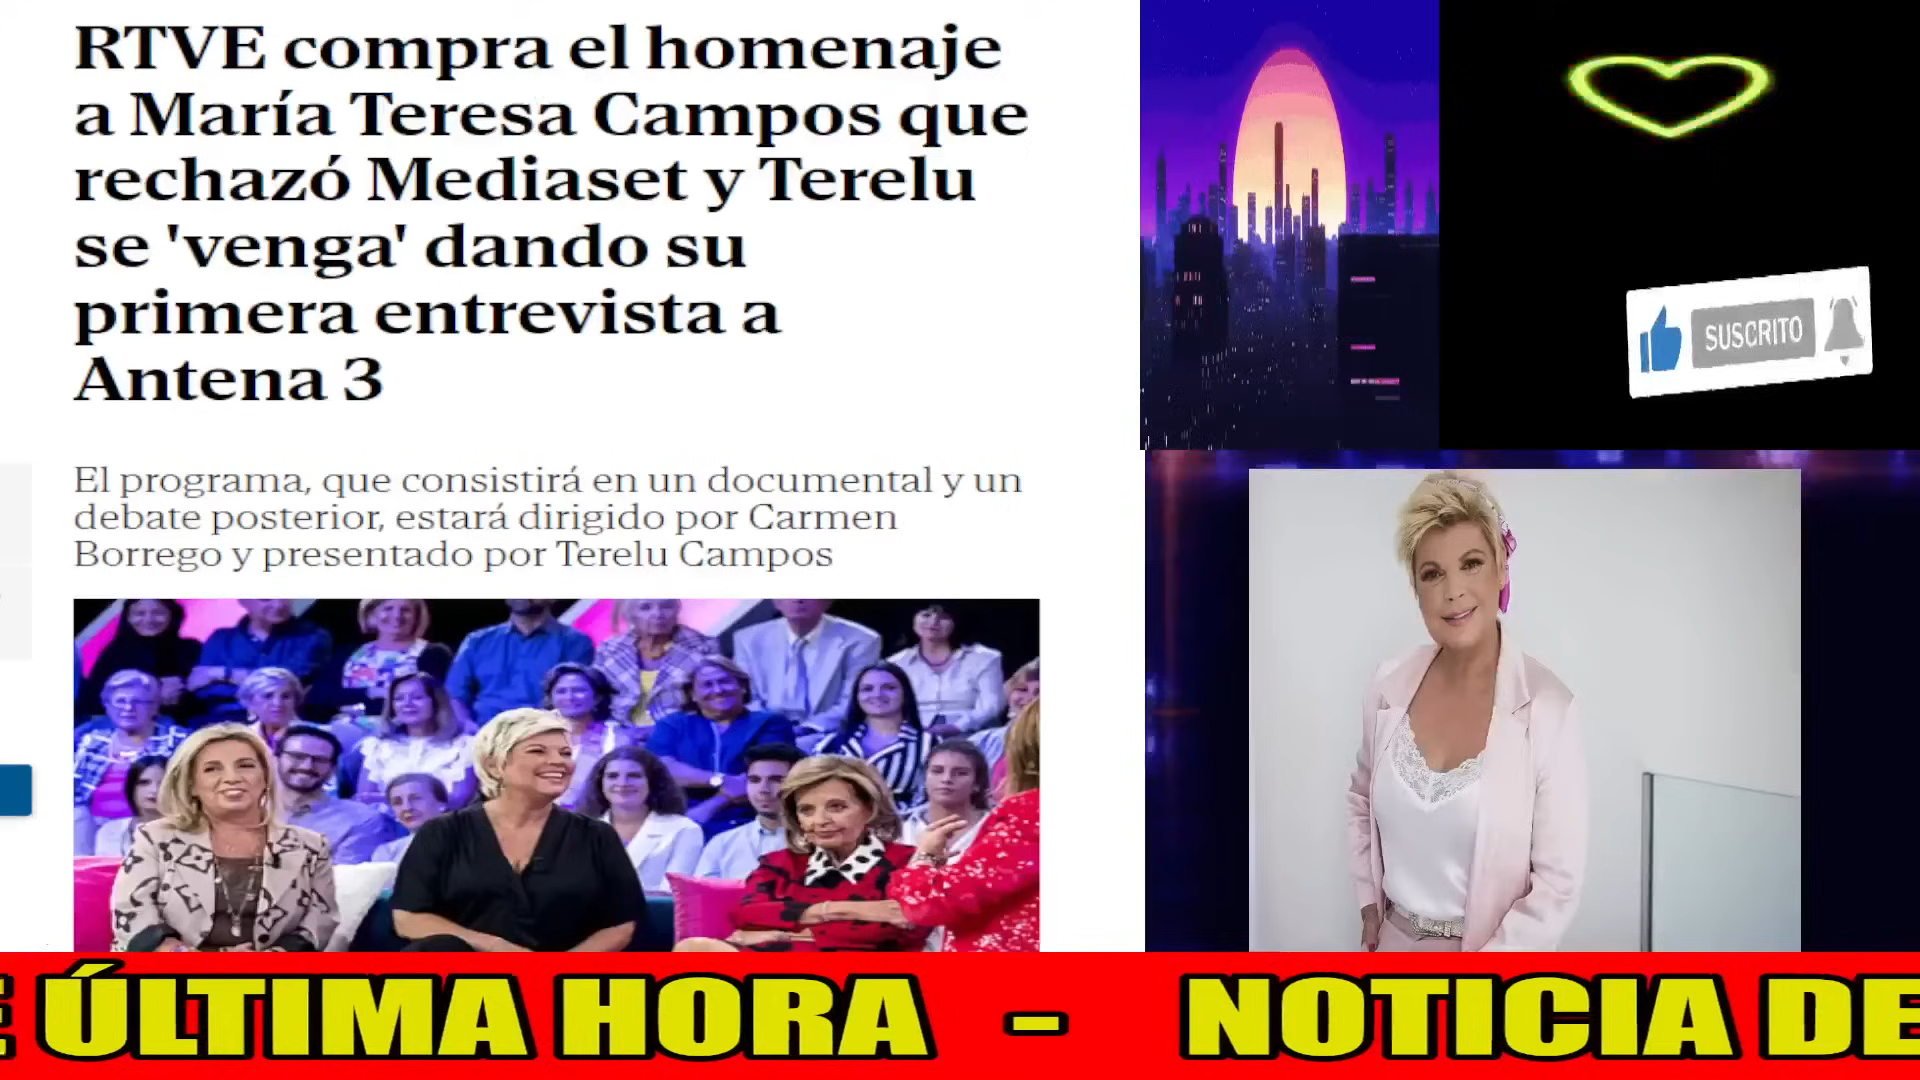 RTVE compra el homenaje
a María Teresa Campos que
rechazó Mediaset y Terelu
se 'venga' dando su
primera entrevista a
Antena 3
El programa, que consistirá en un documental y un
debate posterior, estará dirigido por Carmen
Borrego y presentado por Terelu Campos
SUSCRITO
E ÚLTIMA HORA - NOTICIA DE